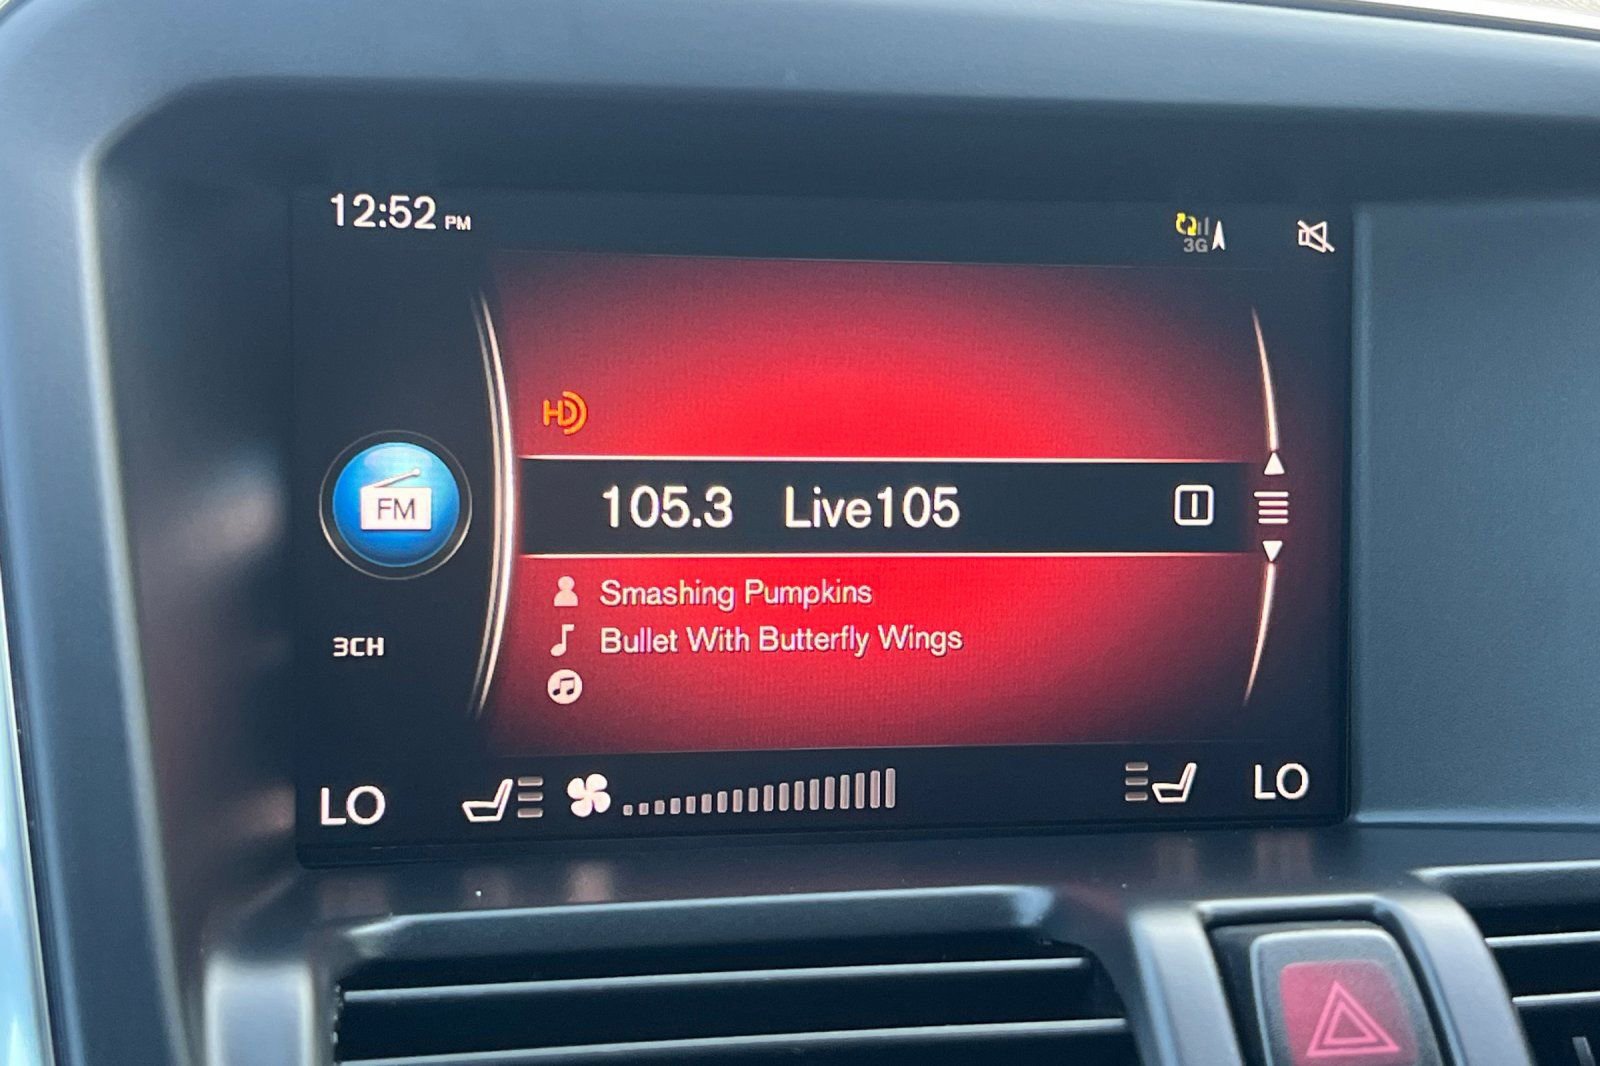 12:52 PM
3G
HD
105.3 Live105
FM
Smashing Pumpkins
Bullet With Butterfly Wings
3CH
LO
LO